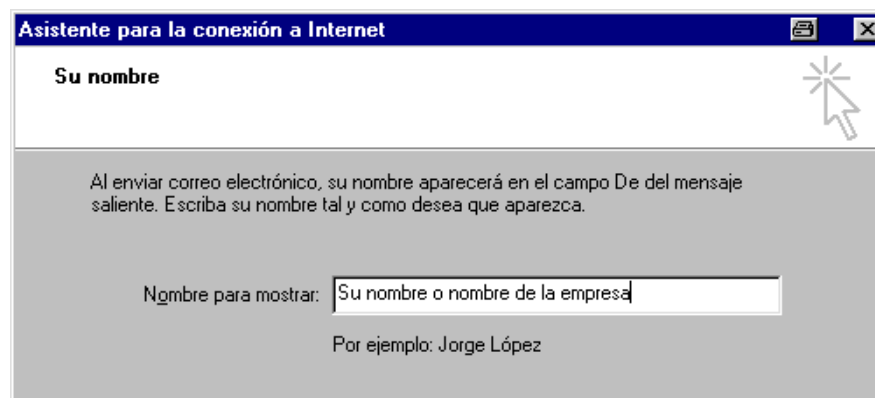 Asistente para la conexión a Internet
Su nombre
Al enviar correo electrónico, su nombre aparecerá en el campo De del mensaje
saliente. Escriba su nombre tal y como desea que aparezca.
Nombre para mostrar: Su nombre o nombre de la empresa
Por ejemplo: Jorge López